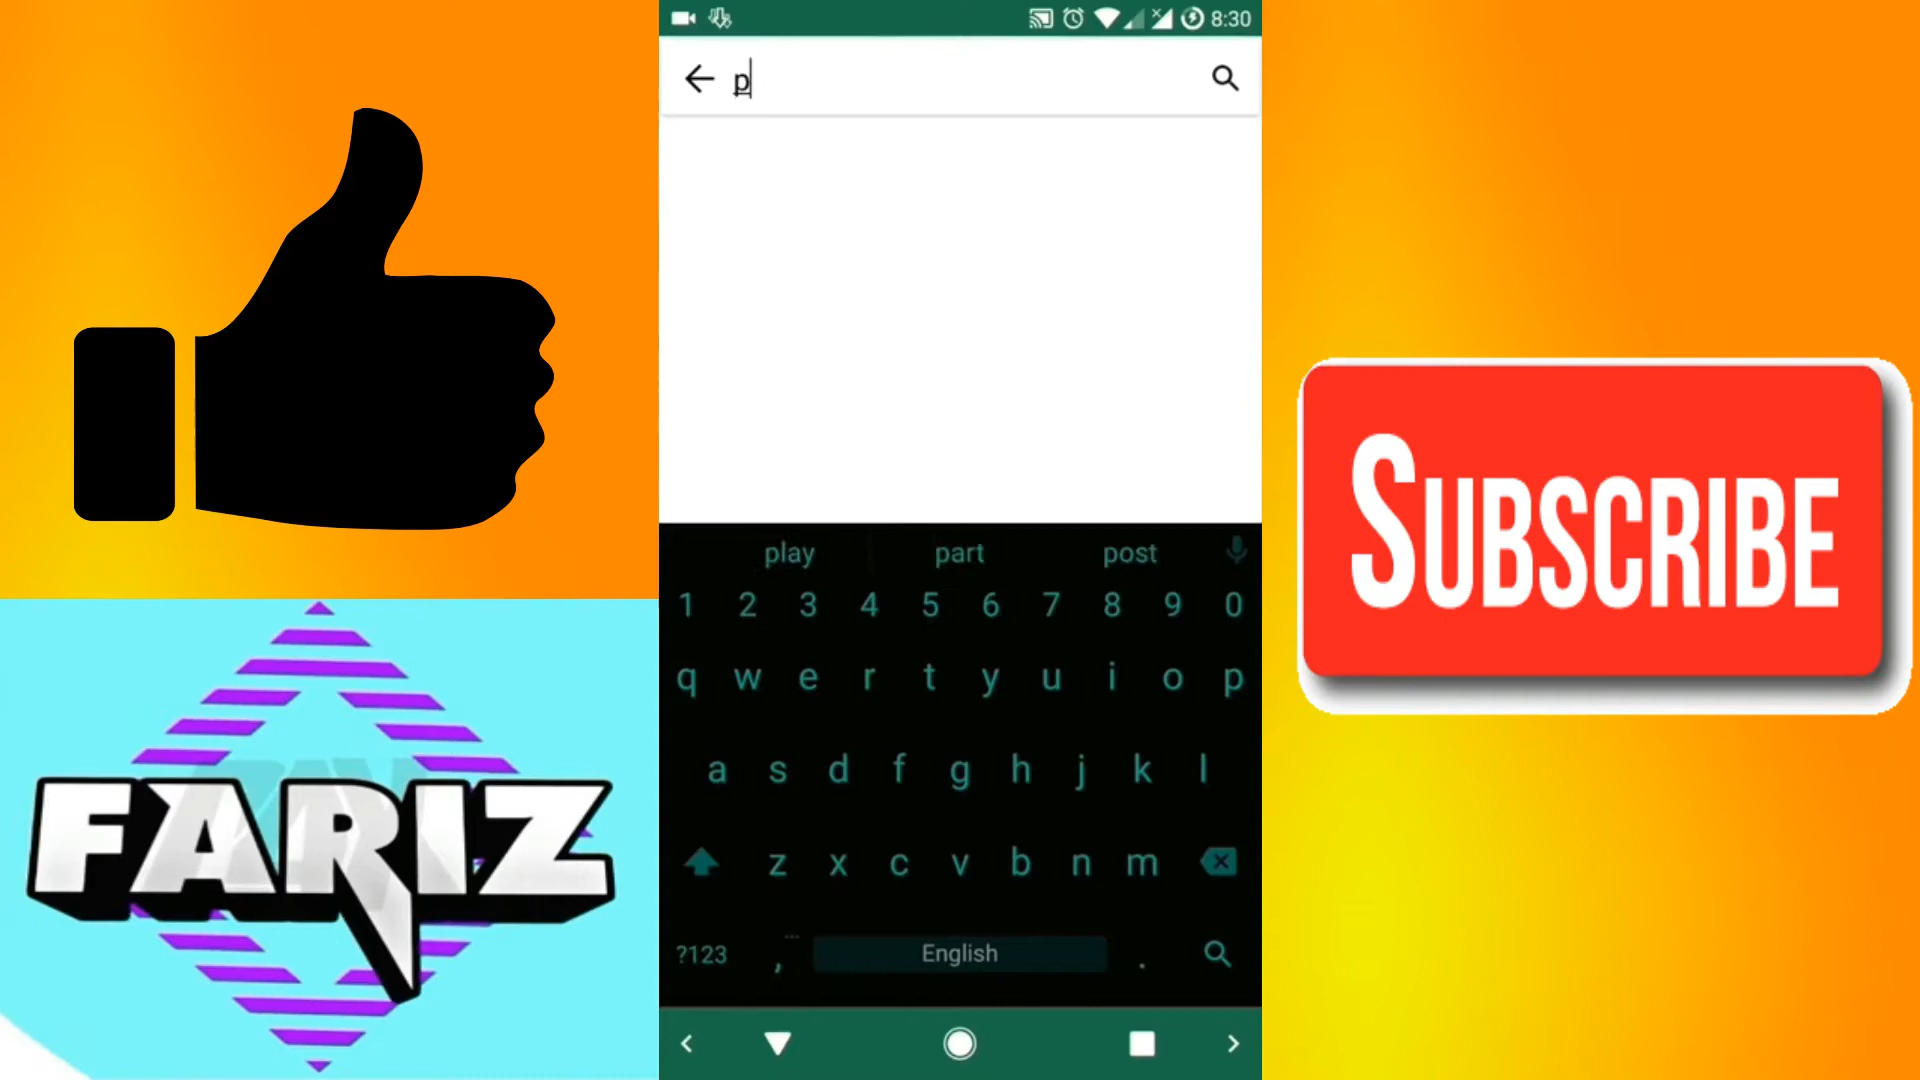 8:30
p
play part post
1 2 3 4 5 6 7 8 9 0
q w e r t y u i o p
a s d f g h j k l
z x c v b n m
?123 , English .
FARIZ
SUBSCRIBE